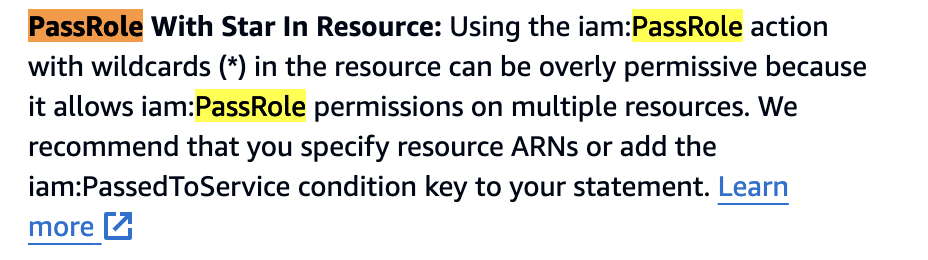 PassRole With Star In Resource: Using the iam:PassRole action
with wildcards (*) in the resource can be overly permissive because
it allows iam:PassRole permissions on multiple resources. We
recommend that you specify resource ARNs or add the
iam:PassedToService condition key to your statement. Learn
more